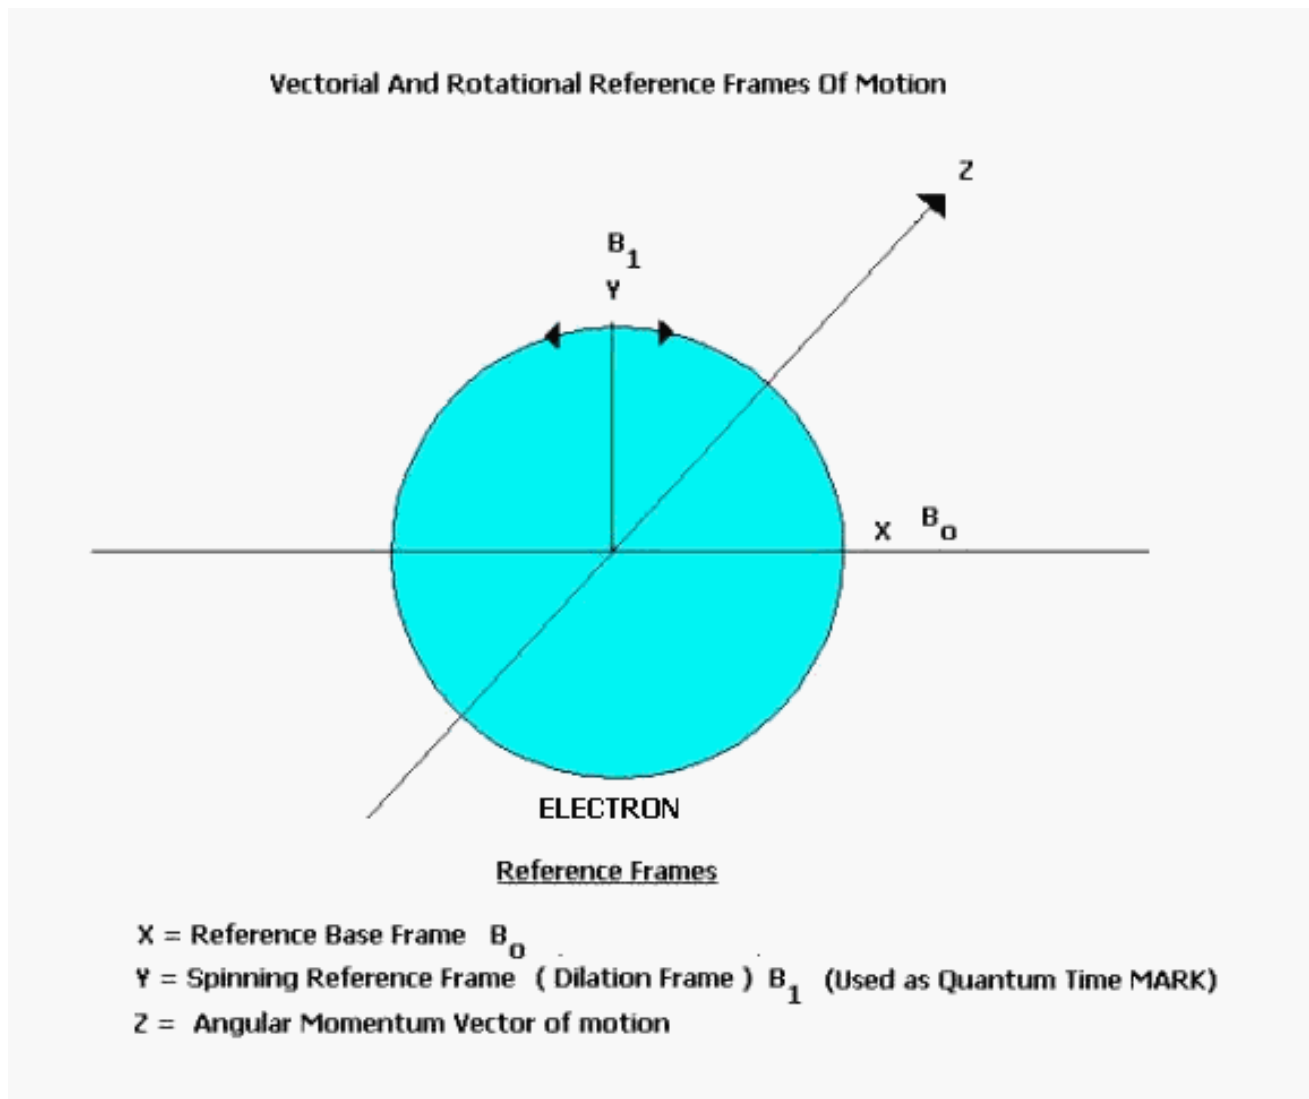 Vectorial And Rotational Reference Frames Of Motion
Z
B1
Y
X B0
ELECTRON
Reference Frames
X = Reference Base Frame B0
Y = Spinning Reference Frame ( Dilation Frame ) B1 (Used as Quantum Time MARK)
Z = Angular Momentum Vector of motion